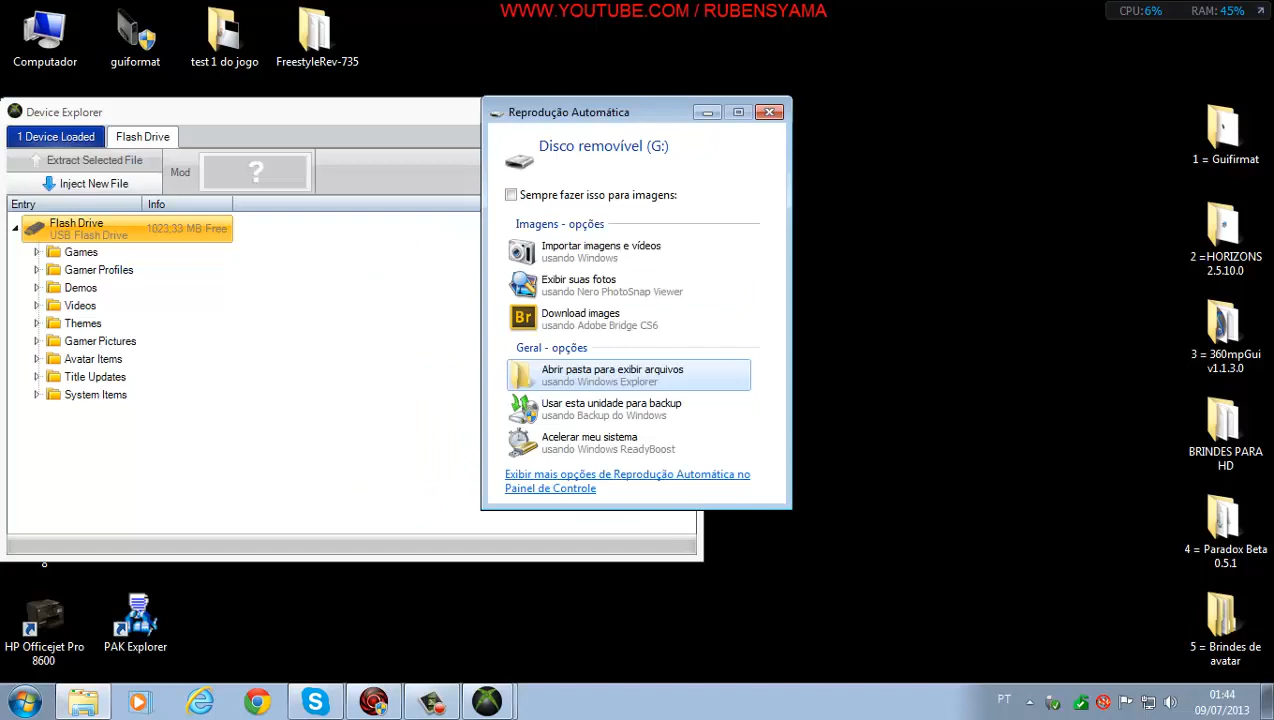 WWW.YOUTUBE.COM / RUBENSYAMA
CPU:6% RAM: 45%
Computador
guiformat
test 1 do jogo
FreestyleRev-735
Device Explorer
1 Device Loaded
Flash Drive
Extract Selected File
Inject New File
Mod
?
Entry
Info
Flash Drive
USB Flash Drive
1023,33 MB Free
Games
Gamer Profiles
Demos
Videos
Themes
Gamer Pictures
Avatar Items
Title Updates
System Items
Reprodução Automática
Disco removível (G:)
Sempre fazer isso para imagens:
Imagens - opções
Importar imagens e vídeos
usando Windows
Exibir suas fotos
usando Nero PhotoSnap Viewer
Br
Download images
usando Adobe Bridge CS6
Geral - opções
Abrir pasta para exibir arquivos
usando Windows Explorer
Usar esta unidade para backup
usando Backup do Windows
Acelerar meu sistema
usando Windows ReadyBoost
Exibir mais opções de Reprodução Automática no
Painel de Controle
1 = Guifirmat
2 =HORIZONS
2.5.10.0
3 = 360mpGui
v1.1.3.0
BRINDES PARA
HD
4 = Paradox Beta
0.5.1
5 = Brindes de
avatar
HP Officejet Pro
8600
PAK Explorer
PT
01:44
09/07/2013